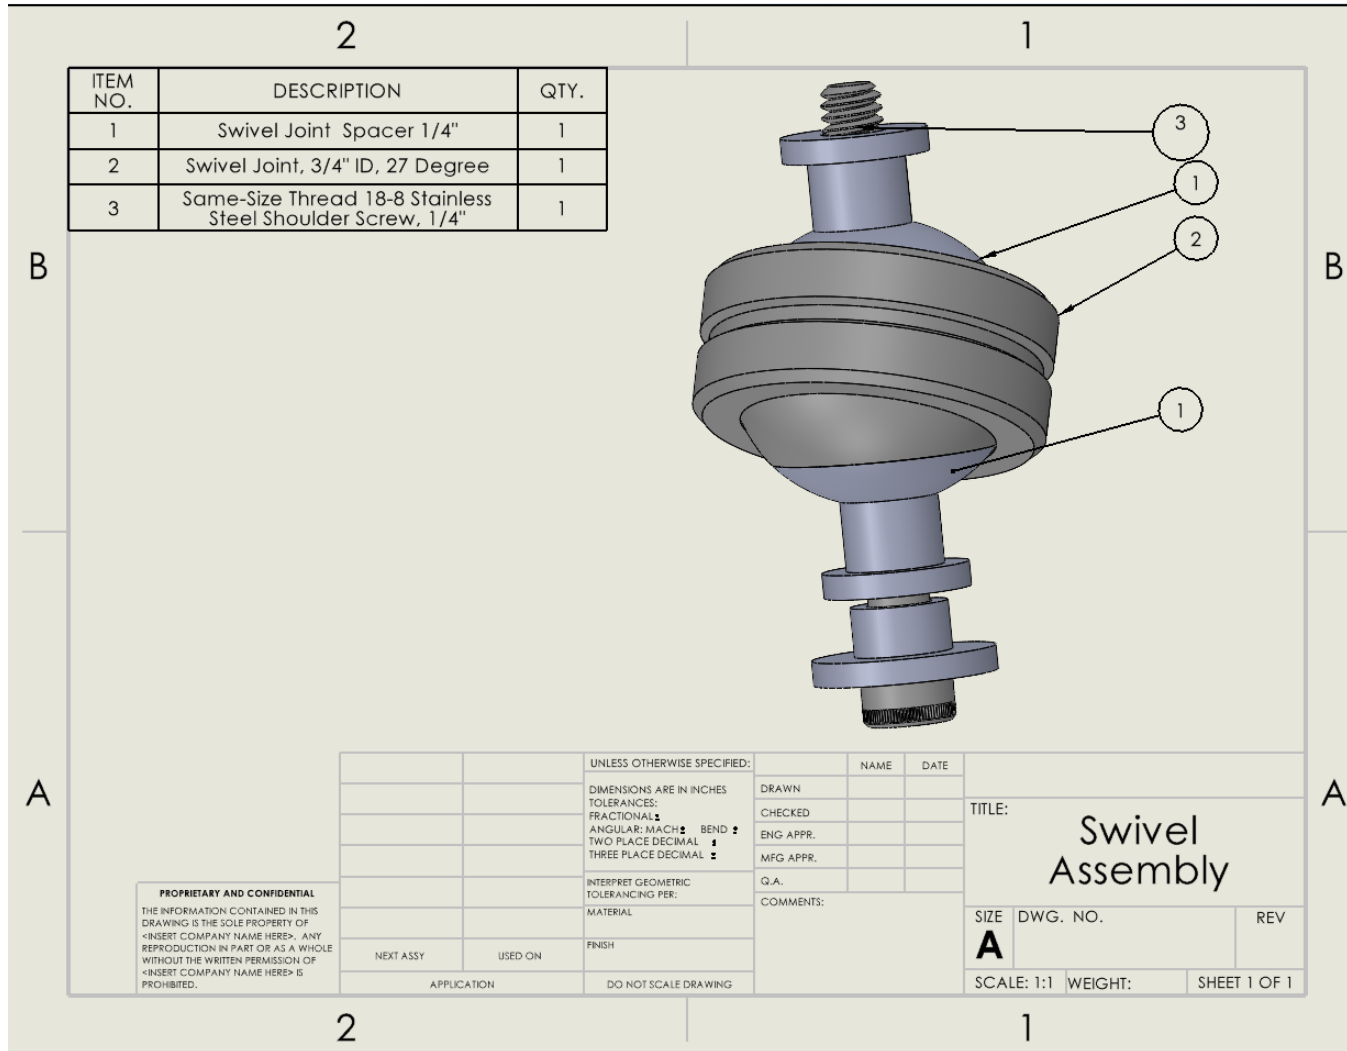 2 1
ITEM NO. DESCRIPTION QTY.
1 Swivel Joint Spacer 1/4" 1
2 Swivel Joint, 3/4" ID, 27 Degree 1
3 Same-Size Thread 18-8 Stainless Steel Shoulder Screw, 1/4" 1
3
1
2
B B
1
A A
UNLESS OTHERWISE SPECIFIED:
DIMENSIONS ARE IN INCHES
TOLERANCES:
FRACTIONAL±
ANGULAR: MACH± BEND ±
TWO PLACE DECIMAL ±
THREE PLACE DECIMAL ±
INTERPRET GEOMETRIC
TOLERANCING PER:
MATERIAL
FINISH
DO NOT SCALE DRAWING
NAME DATE
DRAWN
CHECKED
ENG APPR.
MFG APPR.
Q.A.
COMMENTS:
TITLE:
Swivel
Assembly
SIZE DWG. NO. REV
A
SCALE: 1:1 WEIGHT: SHEET 1 OF 1
PROPRIETARY AND CONFIDENTIAL
THE INFORMATION CONTAINED IN THIS
DRAWING IS THE SOLE PROPERTY OF
<INSERT COMPANY NAME HERE>. ANY
REPRODUCTION IN PART OR AS A WHOLE
WITHOUT THE WRITTEN PERMISSION OF
<INSERT COMPANY NAME HERE> IS
PROHIBITED.
NEXT ASSY USED ON
APPLICATION
2 1